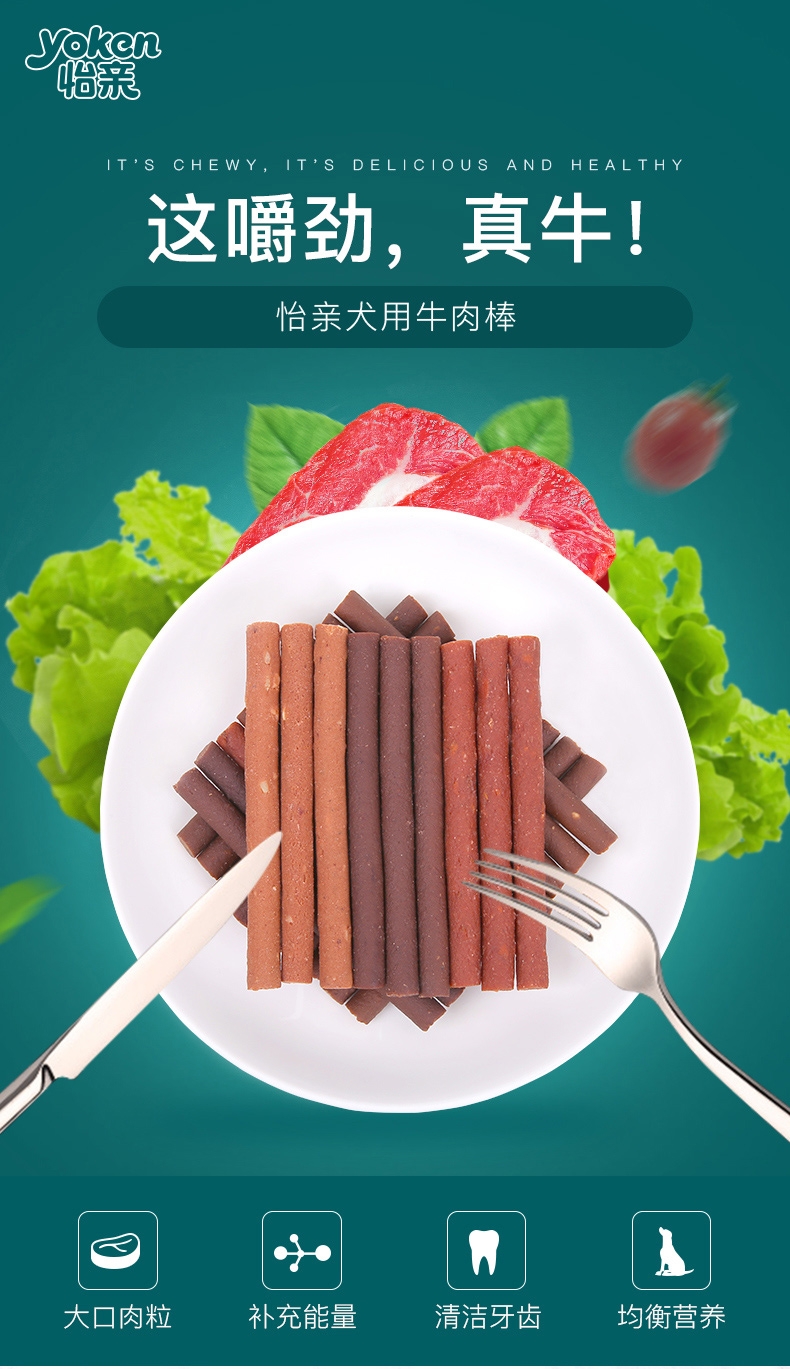 yoken
怡亲
IT'S CHEWY, IT'S DELICIOUS AND HEALTHY
这嚼劲，真牛！
怡亲犬用牛肉棒
大口肉粒
补充能量
清洁牙齿
均衡营养